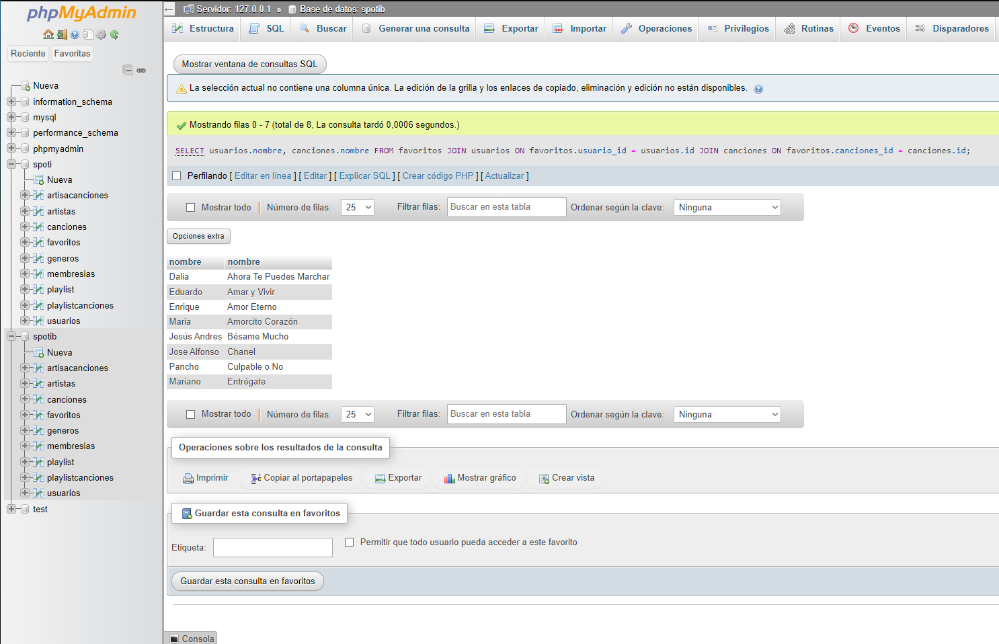 phpMyAdmin
Reciente Favoritas
Nueva
information_schema
mysql
performance_schema
phpmyadmin
spoti
Nueva
artisacanciones
artistas
canciones
favoritos
generos
membresias
playlist
playlistcanciones
usuarios
spotib
Nueva
artisacanciones
artistas
canciones
favoritos
generos
membresias
playlist
playlistcanciones
usuarios
test
← Servidor: 127.0.0.1 » Base de datos: spotib
Estructura SQL Buscar Generar una consulta Exportar Importar Operaciones Privilegios Rutinas Eventos Disparadores
Mostrar ventana de consultas SQL
La selección actual no contiene una columna única. La edición de la grilla y los enlaces de copiado, eliminación y edición no están disponibles.
Mostrando filas 0 - 7 (total de 8, La consulta tardó 0,0006 segundos.)
SELECT usuarios.nombre, canciones.nombre FROM favoritos JOIN usuarios ON favoritos.usuario_id = usuarios.id JOIN canciones ON favoritos.canciones_id = canciones.id;
Perfilando [ Editar en línea ] [ Editar ] [ Explicar SQL ] [ Crear código PHP ] [ Actualizar ]
Mostrar todo Número de filas: 25 Filtrar filas: Buscar en esta tabla Ordenar según la clave: Ninguna
Opciones extra
nombre nombre
Dalia Ahora Te Puedes Marchar
Eduardo Amar y Vivir
Enrique Amor Eterno
Maria Amorcito Corazón
Jesús Andres Bésame Mucho
Jose Alfonso Chanel
Pancho Culpable o No
Mariano Entrégate
Mostrar todo Número de filas: 25 Filtrar filas: Buscar en esta tabla Ordenar según la clave: Ninguna
Operaciones sobre los resultados de la consulta
Imprimir Copiar al portapapeles Exportar Mostrar gráfico Crear vista
Guardar esta consulta en favoritos
Etiqueta: Permitir que todo usuario pueda acceder a este favorito
Guardar esta consulta en favoritos
Consola